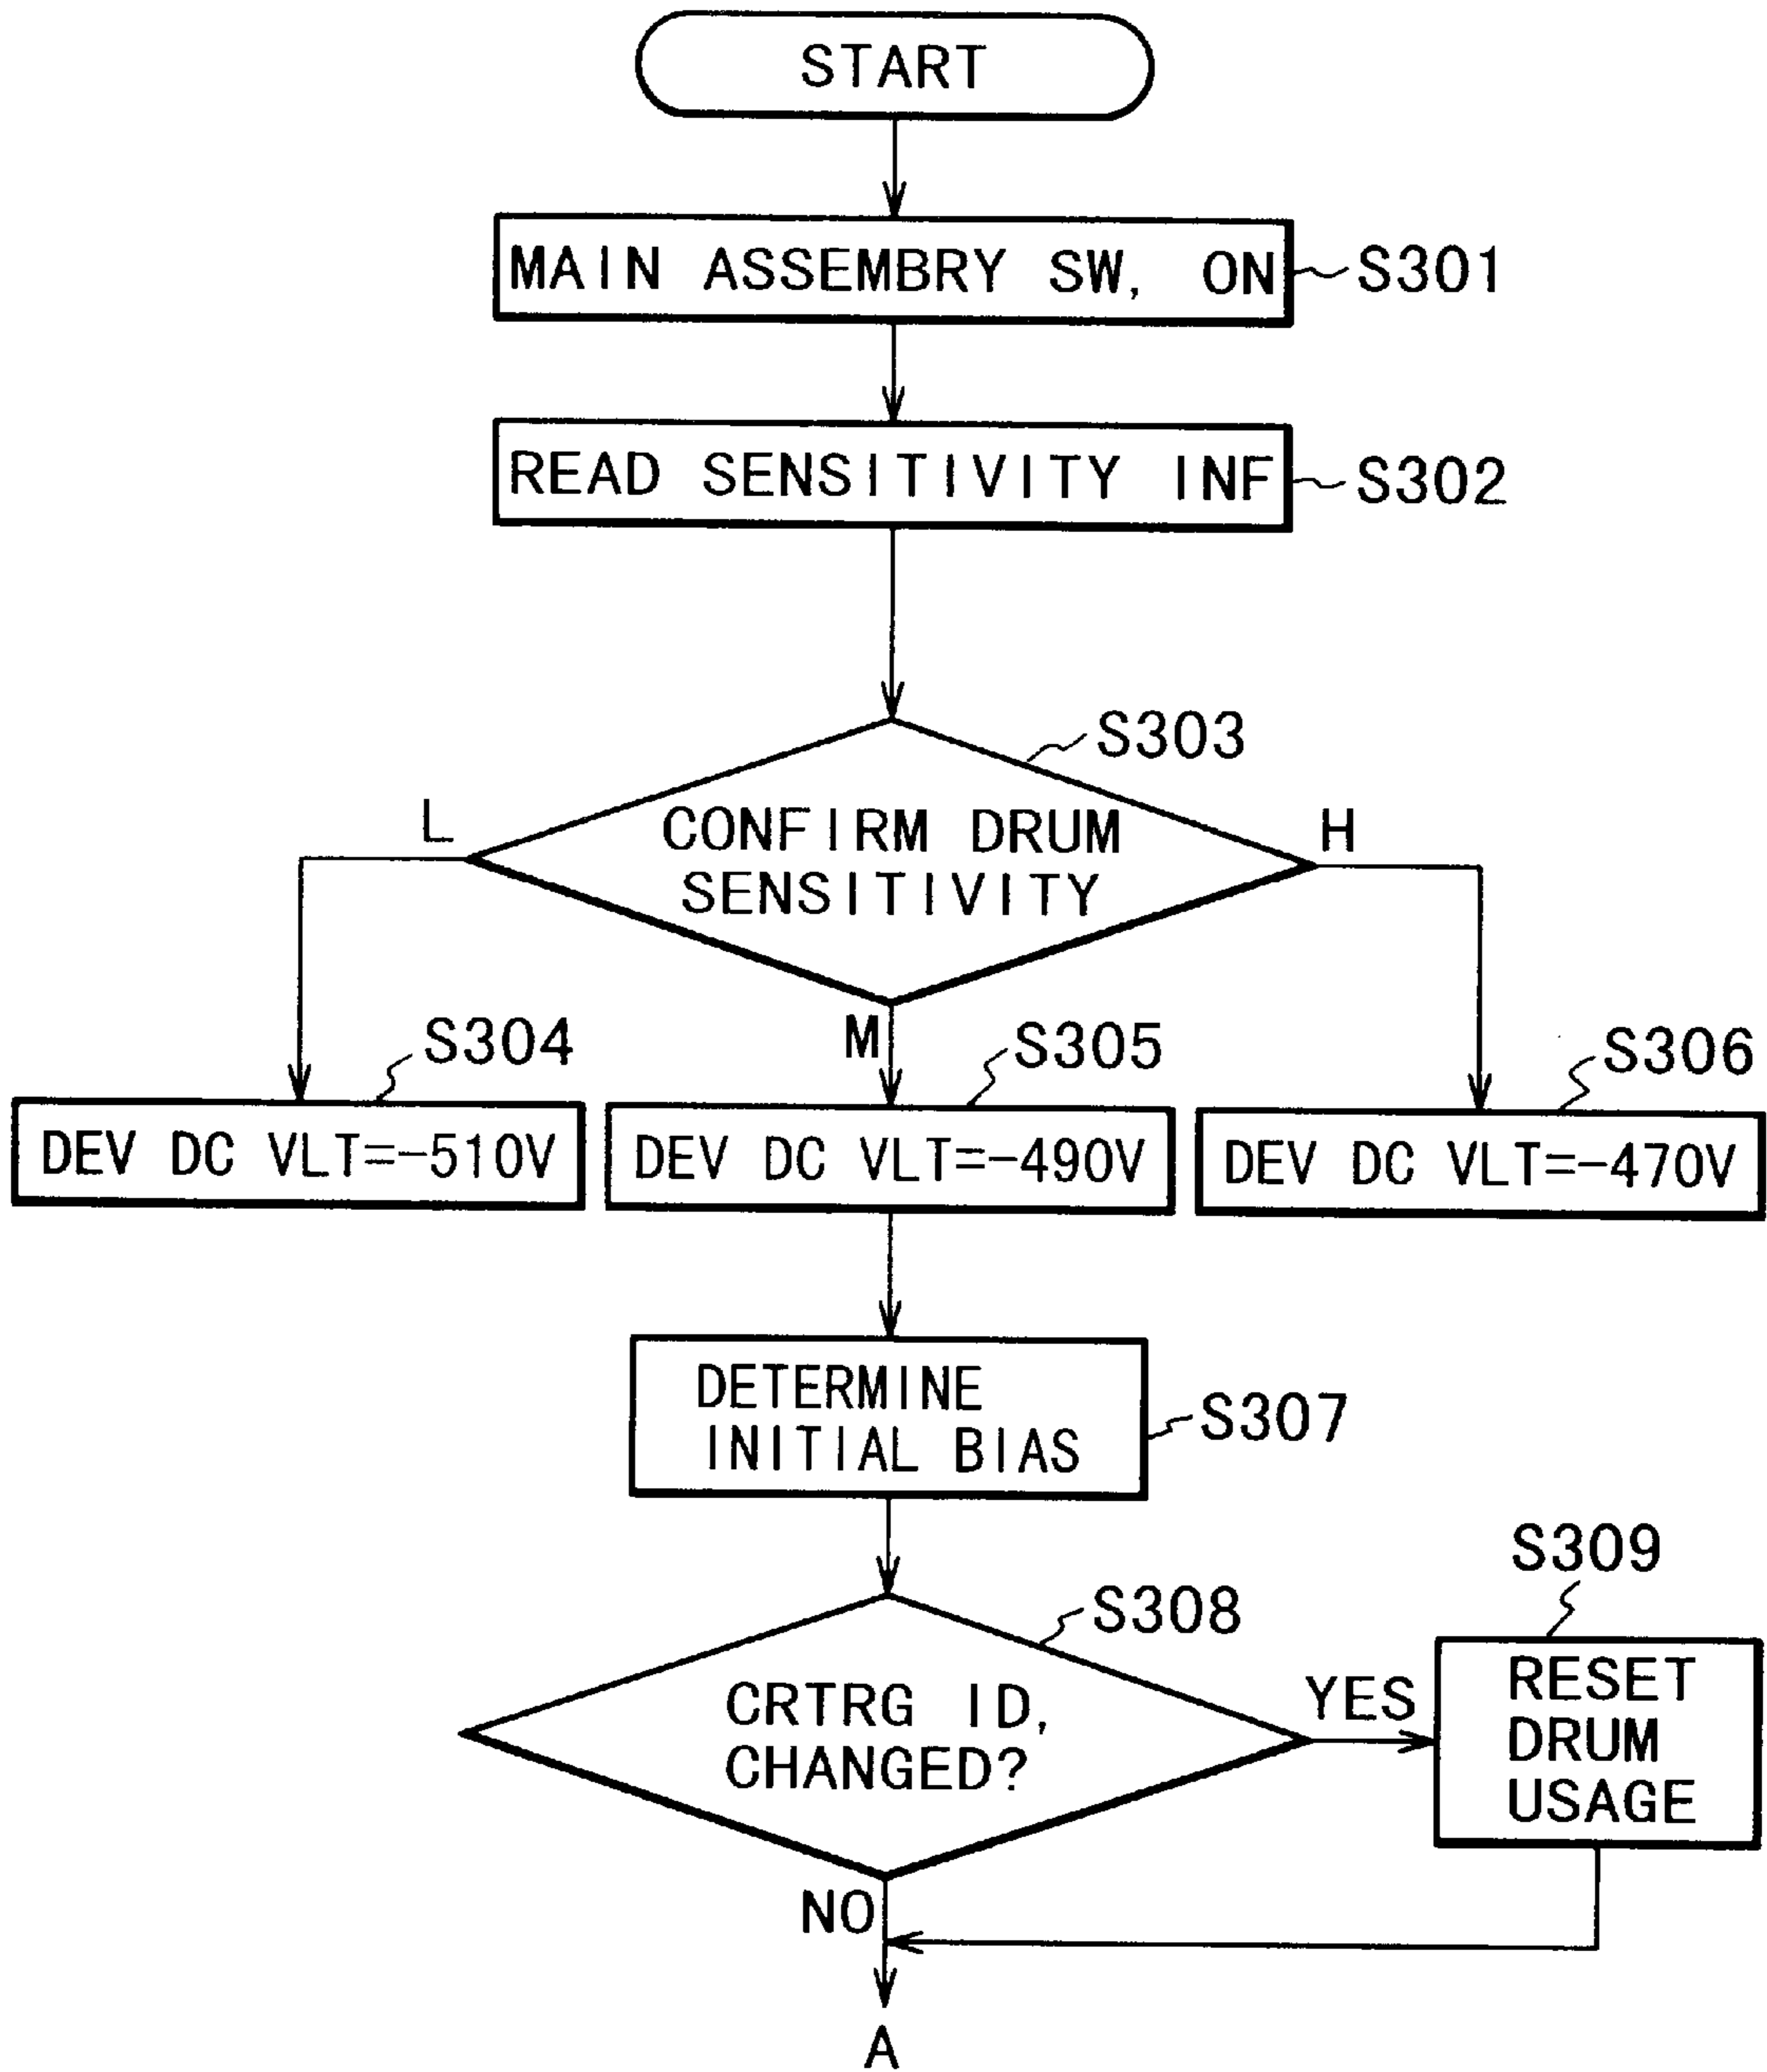 START
MAIN ASSEMBRY SW, ON
S301
READ SENSITIVITY INF
S302
S303
CONFIRM DRUM
SENSITIVITY
L
H
M
S304
S305
S306
DEV DC VLT=-510V
DEV DC VLT=-490V
DEV DC VLT=-470V
DETERMINE
INITIAL BIAS
S307
S308
S309
CRTRG ID,
CHANGED?
YES
RESET
DRUM
USAGE
NO
A